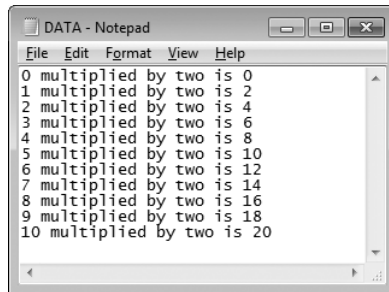 DATA - Notepad
File Edit Format View Help
0 multiplied by two is 0
1 multiplied by two is 2
2 multiplied by two is 4
3 multiplied by two is 6
4 multiplied by two is 8
5 multiplied by two is 10
6 multiplied by two is 12
7 multiplied by two is 14
8 multiplied by two is 16
9 multiplied by two is 18
10 multiplied by two is 20